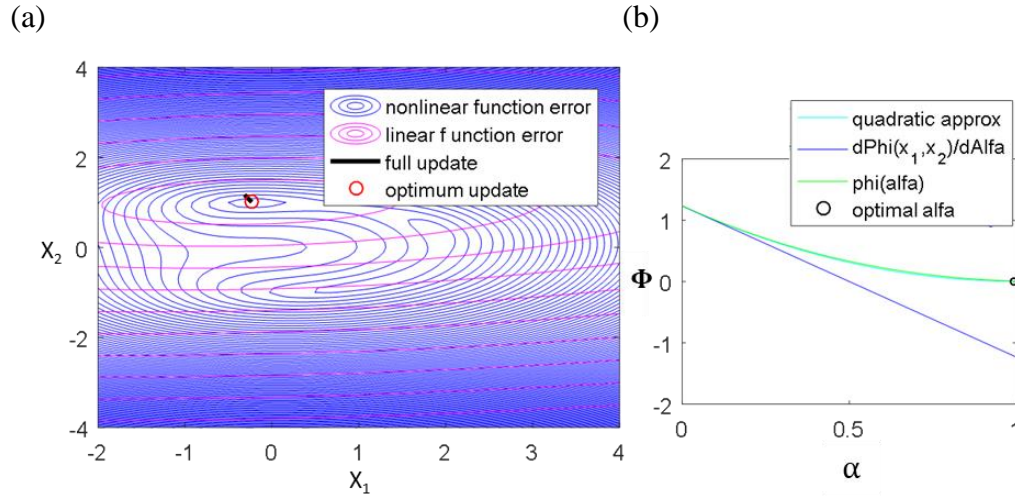 (a)
(b)
4
2
0
-2
-4
X2
-2
-1
0
1
2
3
4
X1
nonlinear function error
linear f unction error
full update
optimum update
2
1
0
-1
-2
Φ
0
0.5
1
α
quadratic approx
dPhi(x1,x2)/dAlfa
phi(alfa)
optimal alfa